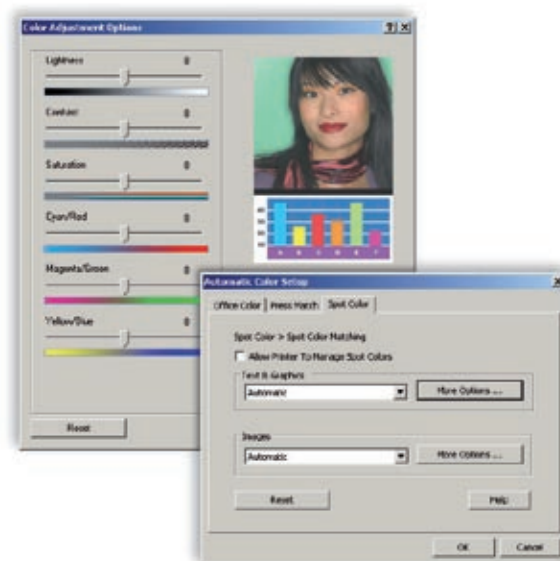 Color Adjustment Options
Lightness 0
Contrast 0
Saturation 0
Cyan/Red 0
Magenta/Green 0
Yellow/Blue 0
Reset
Automatic Color Setup
Office Color Press Match Spot Color
Spot Color > Spot Color Matching
Allow Printer To Manage Spot Colors
Text & Graphics
Automatic More Options ...
Images
Automatic More Options ...
Reset Help
OK Cancel